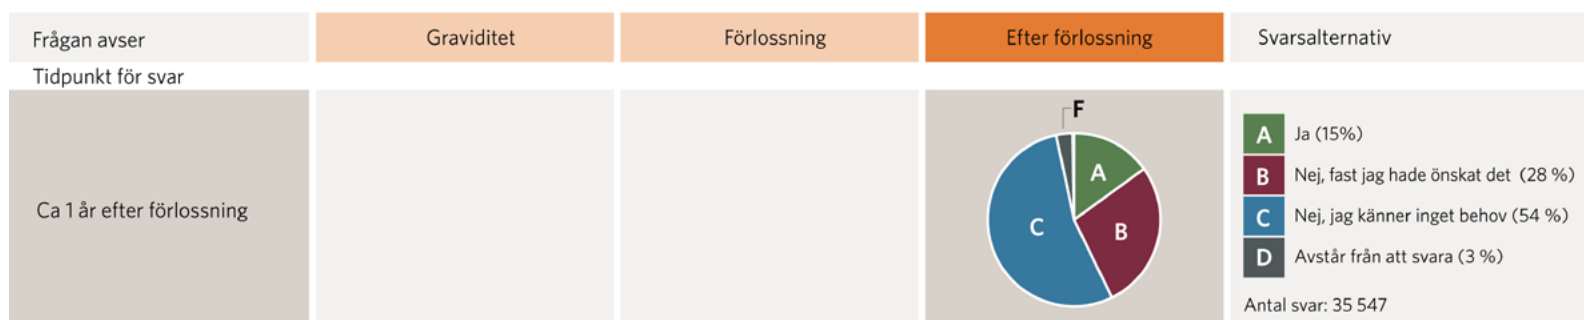 Frågan avser
Graviditet
Förlossning
Efter förlossning
Svarsalternativ
Tidpunkt för svar
Ca 1 år efter förlossning
F
A
B
C
A Ja (15%)
B Nej, fast jag hade önskat det (28 %)
C Nej, jag känner inget behov (54 %)
D Avstår från att svara (3 %)
Antal svar: 35 547